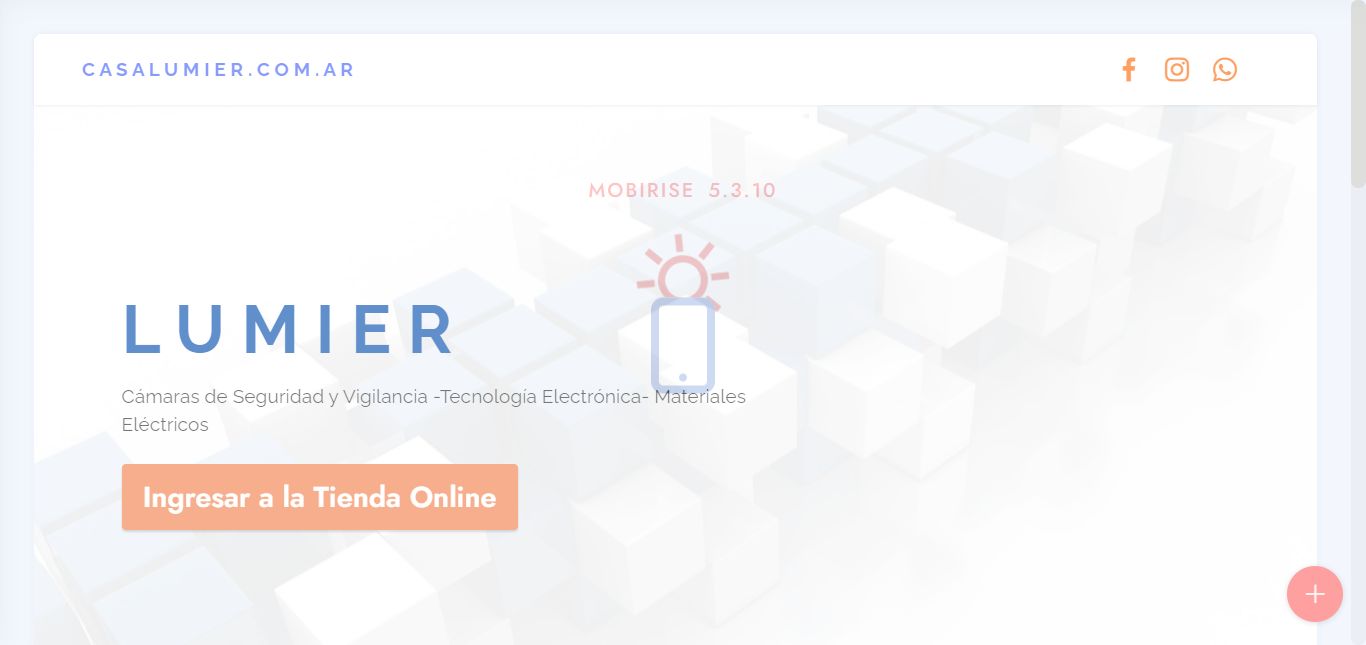 CASALUMIER.COM.AR
MOBIRISE 5.3.10
LUMIER
Cámaras de Seguridad y Vigilancia -Tecnología Electrónica- Materiales
Eléctricos
Ingresar a la Tienda Online